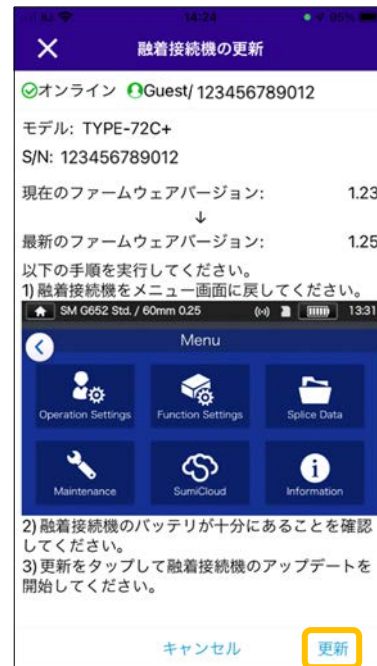 14:24
95%
融着接続機の更新
オンライン Guest/ 123456789012
モデル: TYPE-72C+
S/N: 123456789012
現在のファームウェアバージョン: 1.23
↓
最新のファームウェアバージョン: 1.25
以下の手順を実行してください。
1) 融着接続機をメニュー画面に戻してください。
SM G652 Std. / 60mm 0.25 13:31
Menu
Operation Settings Function Settings Splice Data
Maintenance SumiCloud Information
2) 融着接続機のバッテリが十分にあることを確認
してください。
3) 更新をタップして融着接続機のアップデートを
開始してください。
キャンセル 更新